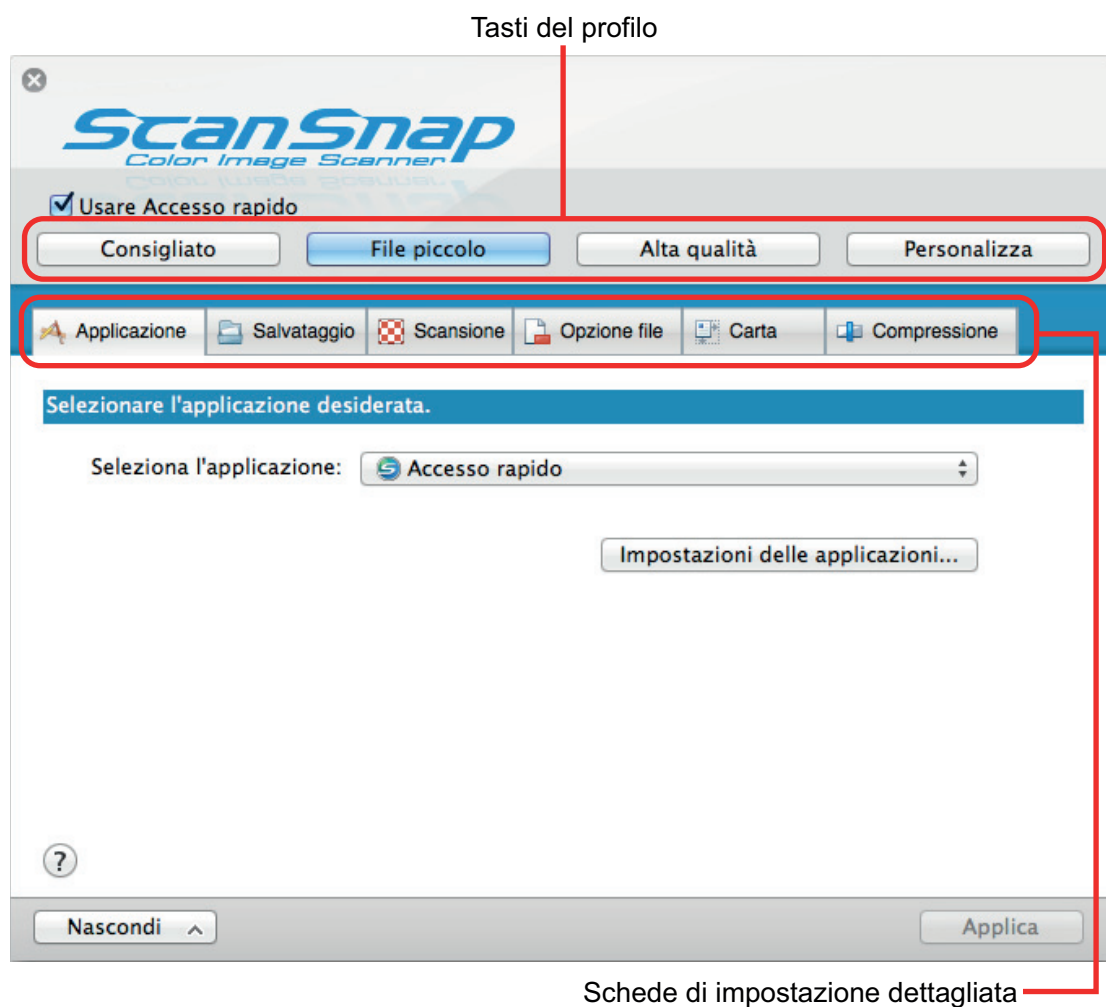 Tasti del profilo
ScanSnap
Color Image Scanner
Usare Accesso rapido
Consigliato File piccolo Alta qualità Personalizza
Applicazione Salvataggio Scansione Opzione file Carta Compressione
Selezionare l'applicazione desiderata.
Seleziona l'applicazione: Accesso rapido
Impostazioni delle applicazioni...
?
Nascondi Applica
Schede di impostazione dettagliata